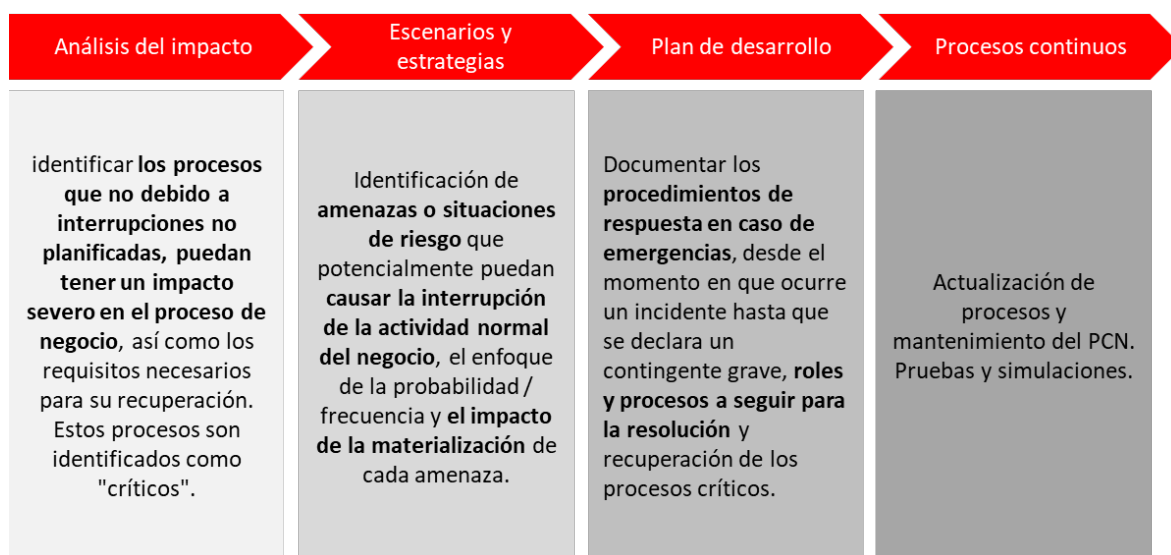 Análisis del impacto
Escenarios y
estrategias
Plan de desarrollo
Procesos continuos
identificar los procesos
que no debido a
interrupciones no
planificadas, puedan
tener un impacto
severo en el proceso de
negocio, así como los
requisitos necesarios
para su recuperación.
Estos procesos son
identificados como
"críticos".
Identificación de
amenazas o situaciones
de riesgo que
potencialmente puedan
causar la interrupción
de la actividad normal
del negocio, el enfoque
de la probabilidad /
frecuencia y el impacto
de la materialización de
cada amenaza.
Documentar los
procedimientos de
respuesta en caso de
emergencias, desde el
momento en que ocurre
un incidente hasta que
se declara un
contingente grave, roles
y procesos a seguir para
la resolución y
recuperación de los
procesos críticos.
Actualización de
procesos y
mantenimiento del PCN.
Pruebas y simulaciones.